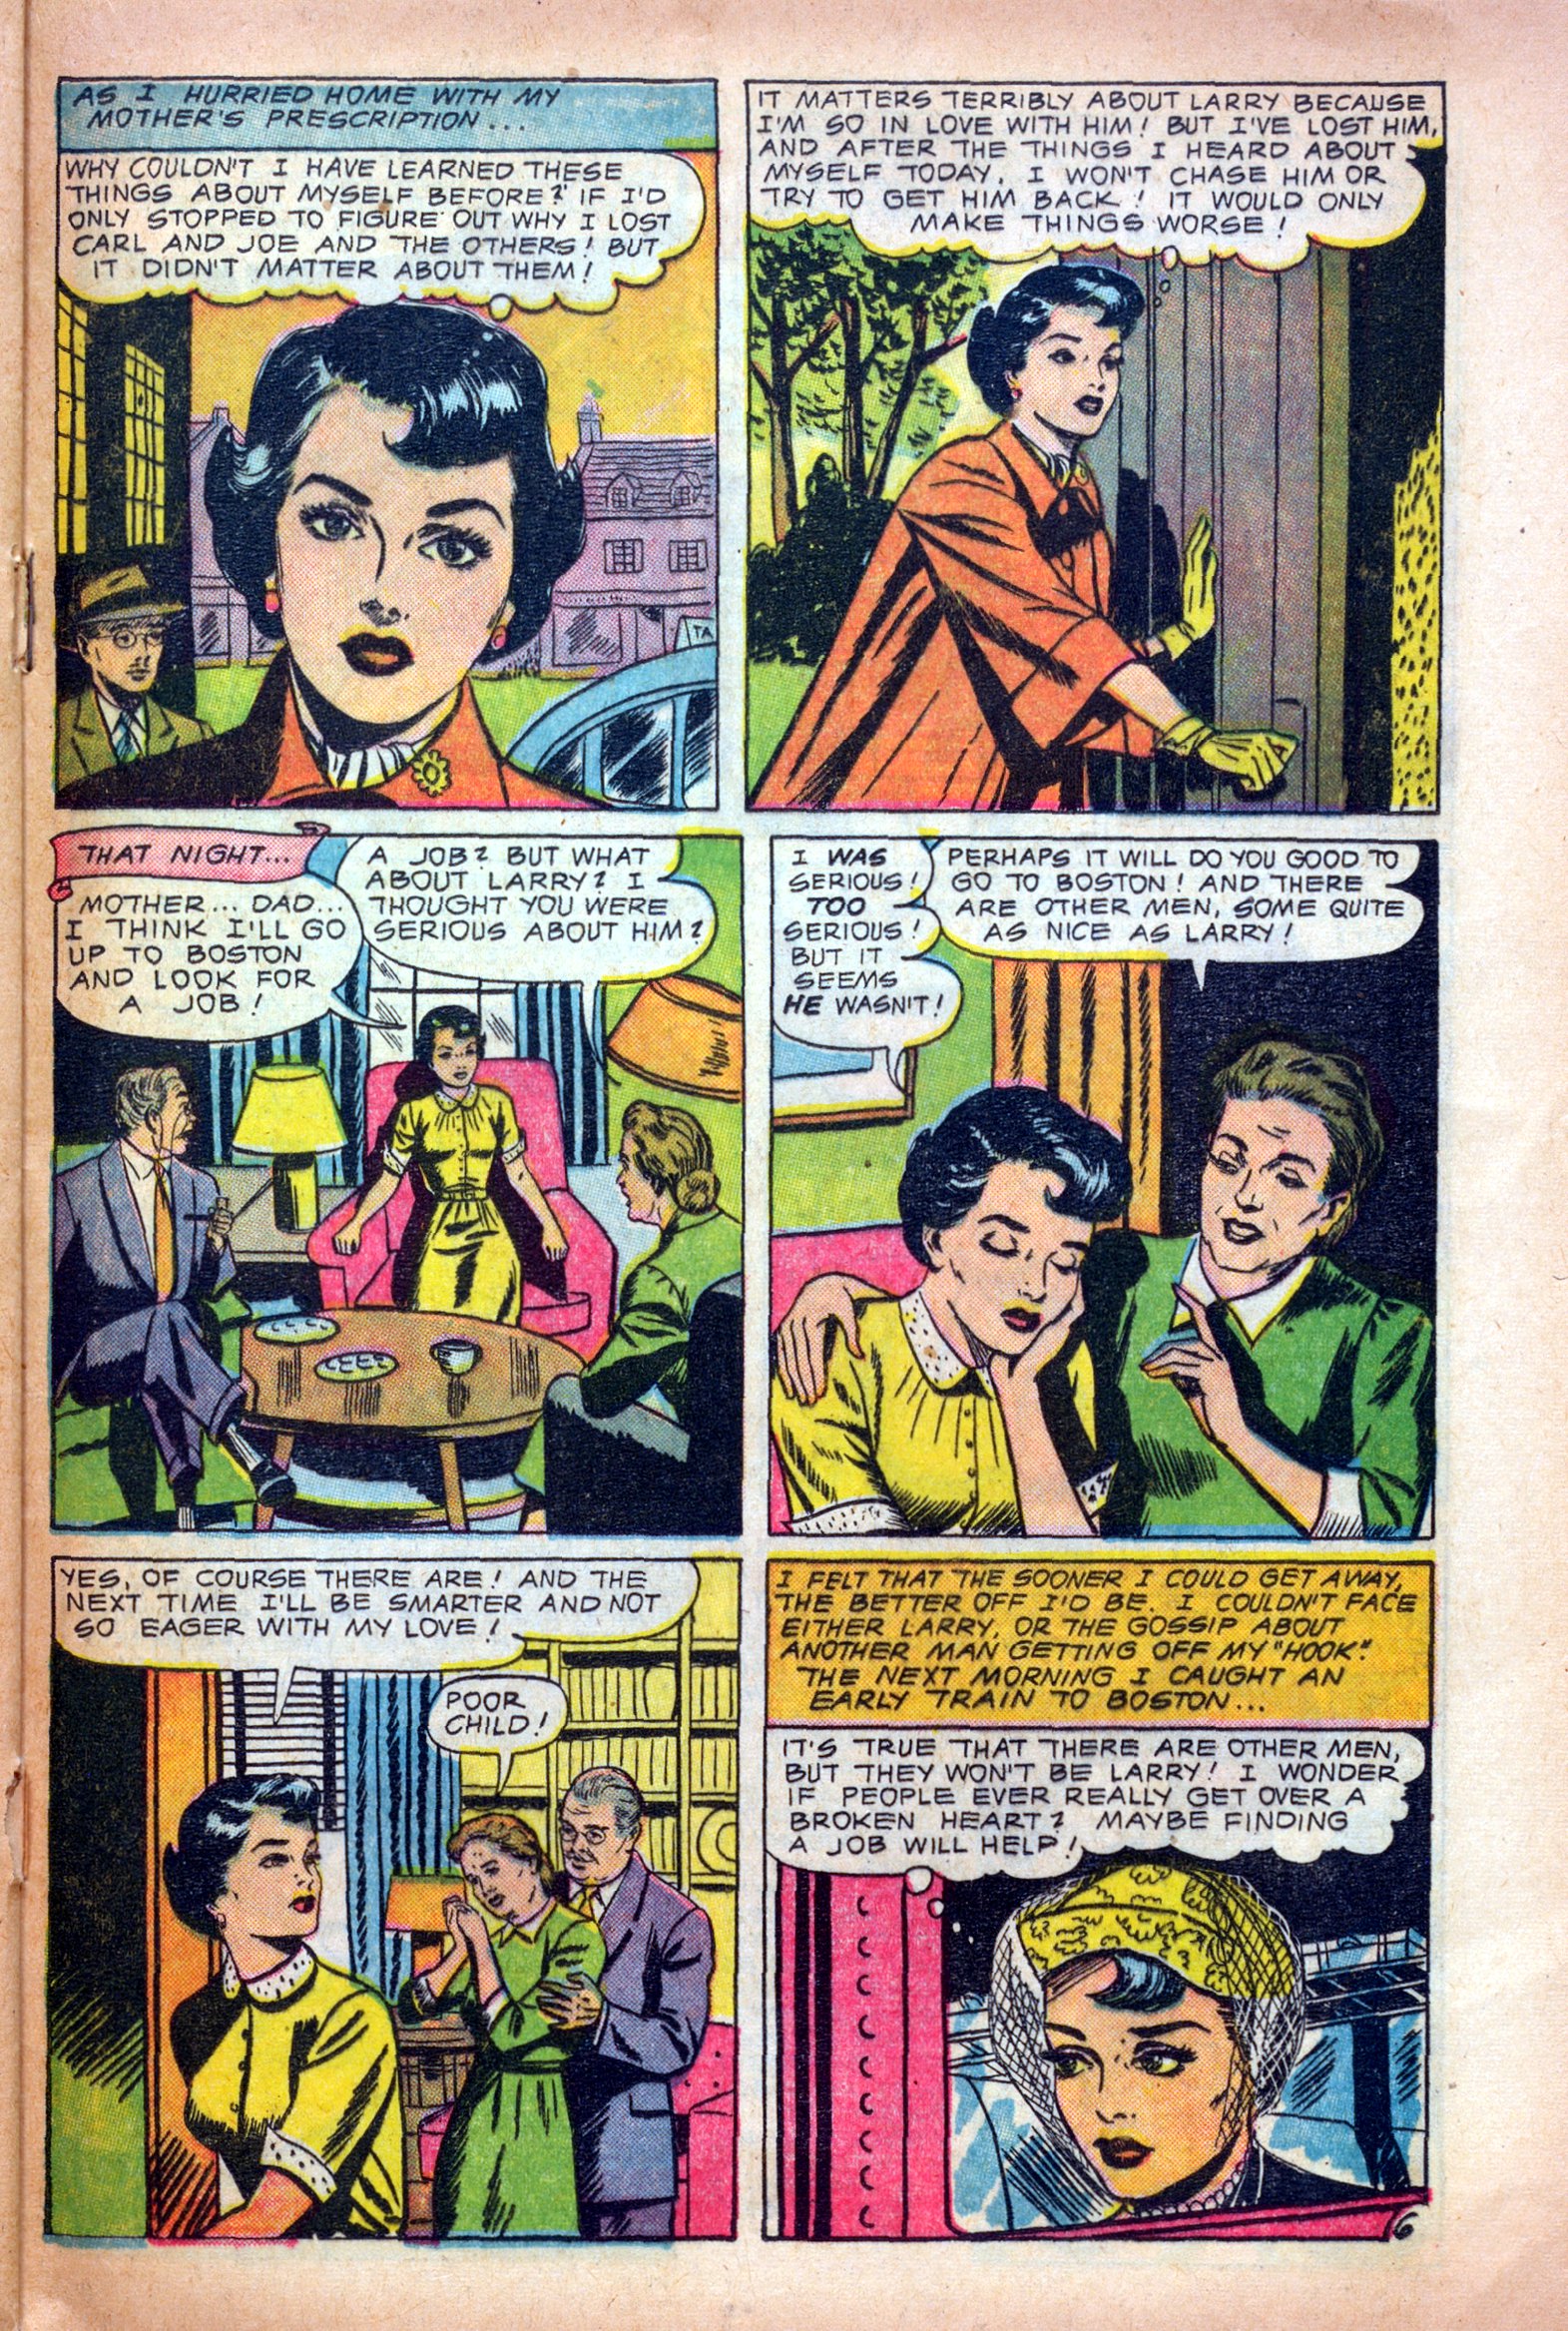 AS I HURRIED HOME WITH MY
MOTHER'S PRESCRIPTION...
WHY COULDN'T I HAVE LEARNED THESE
THINGS ABOUT MYSELF BEFORE? IF I'D
ONLY STOPPED TO FIGURE OUT WHY I LOST
CARL AND JOE AND THE OTHERS! BUT
IT DIDN'T MATTER ABOUT THEM!
TA
IT MATTERS TERRIBLY ABOUT LARRY BECAUSE
I'M SO IN LOVE WITH HIM! BUT I'VE LOST HIM,
AND AFTER THE THINGS I HEARD ABOUT
MYSELF TODAY, I WON'T CHASE HIM OR
TRY TO GET HIM BACK! IT WOULD ONLY
MAKE THINGS WORSE!
THAT NIGHT...
MOTHER... DAD...
I THINK I'LL GO
UP TO BOSTON
AND LOOK FOR
A JOB!
A JOB? BUT WHAT
ABOUT LARRY? I
THOUGHT YOU WERE
SERIOUS ABOUT HIM?
I WAS
SERIOUS!
TOO
SERIOUS!
BUT IT
SEEMS
HE WASN'T!
PERHAPS IT WILL DO YOU GOOD TO
GO TO BOSTON! AND THERE
ARE OTHER MEN, SOME QUITE
AS NICE AS LARRY!
YES, OF COURSE THERE ARE! AND THE
NEXT TIME I'LL BE SMARTER AND NOT
SO EAGER WITH MY LOVE!
POOR
CHILD!
I FELT THAT THE SOONER I COULD GET AWAY,
THE BETTER OFF I'D BE. I COULDN'T FACE
EITHER LARRY, OR THE GOSSIP ABOUT
ANOTHER MAN GETTING OFF MY "HOOK".
THE NEXT MORNING I CAUGHT AN
EARLY TRAIN TO BOSTON...
IT'S TRUE THAT THERE ARE OTHER MEN,
BUT THEY WON'T BE LARRY! I WONDER
IF PEOPLE EVER REALLY GET OVER A
BROKEN HEART? MAYBE FINDING
A JOB WILL HELP!
6